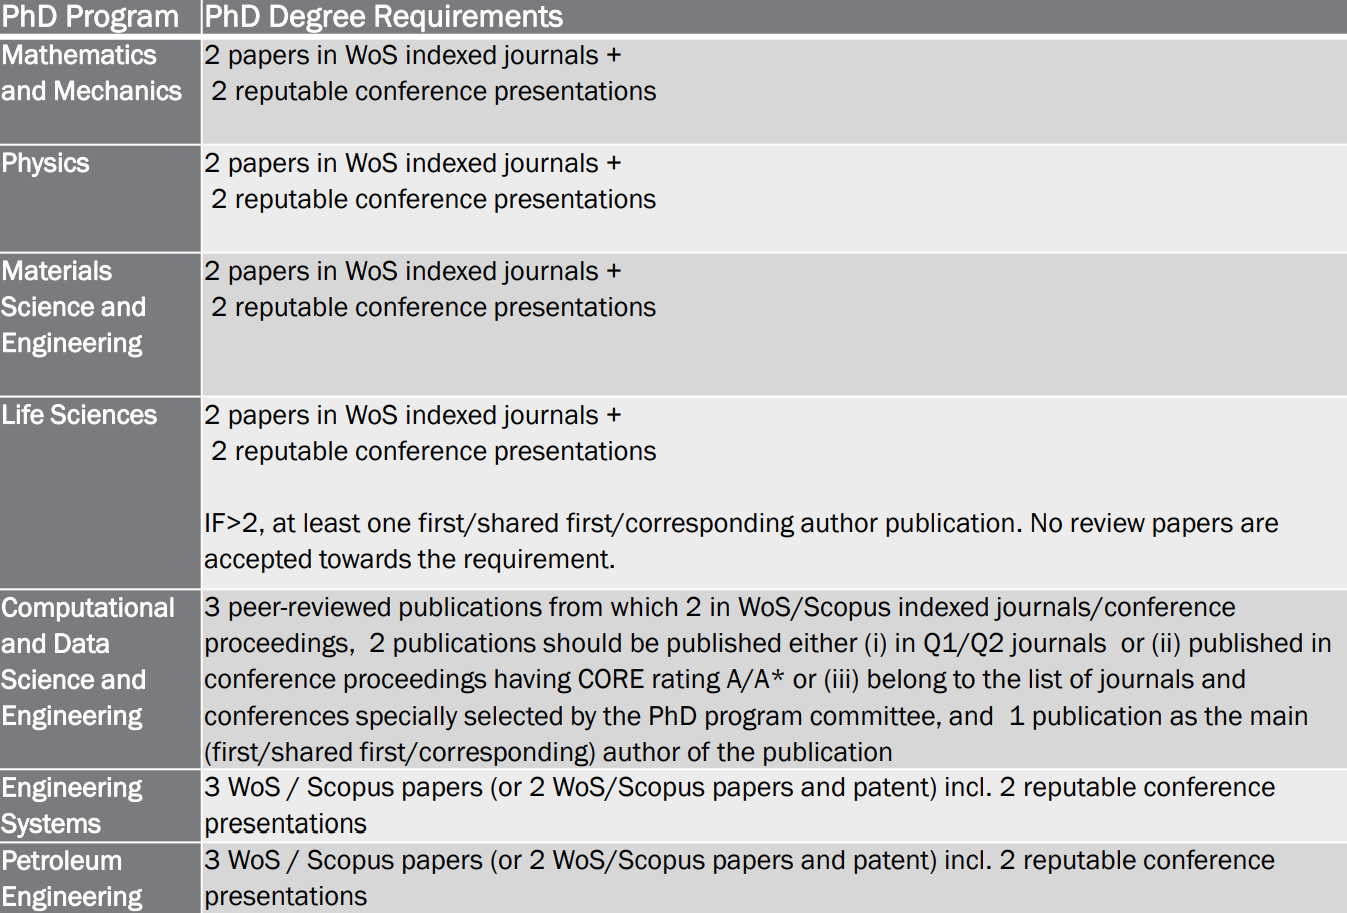 PhD Program
PhD Degree Requirements
Mathematics
and Mechanics
2 papers in WoS indexed journals +
2 reputable conference presentations
Physics
2 papers in WoS indexed journals +
2 reputable conference presentations
Materials
Science and
Engineering
2 papers in WoS indexed journals +
2 reputable conference presentations
Life Sciences
2 papers in WoS indexed journals +
2 reputable conference presentations
IF>2, at least one first/shared first/corresponding author publication. No review papers are
accepted towards the requirement.
Computational
and Data
Science and
Engineering
3 peer-reviewed publications from which 2 in WoS/Scopus indexed journals/conference
proceedings, 2 publications should be published either (i) in Q1/Q2 journals or (ii) published in
conference proceedings having CORE rating A/A* or (iii) belong to the list of journals and
conferences specially selected by the PhD program committee, and 1 publication as the main
(first/shared first/corresponding) author of the publication
Engineering
Systems
3 WoS / Scopus papers (or 2 WoS/Scopus papers and patent) incl. 2 reputable conference
presentations
Petroleum
Engineering
3 WoS / Scopus papers (or 2 WoS/Scopus papers and patent) incl. 2 reputable conference
presentations